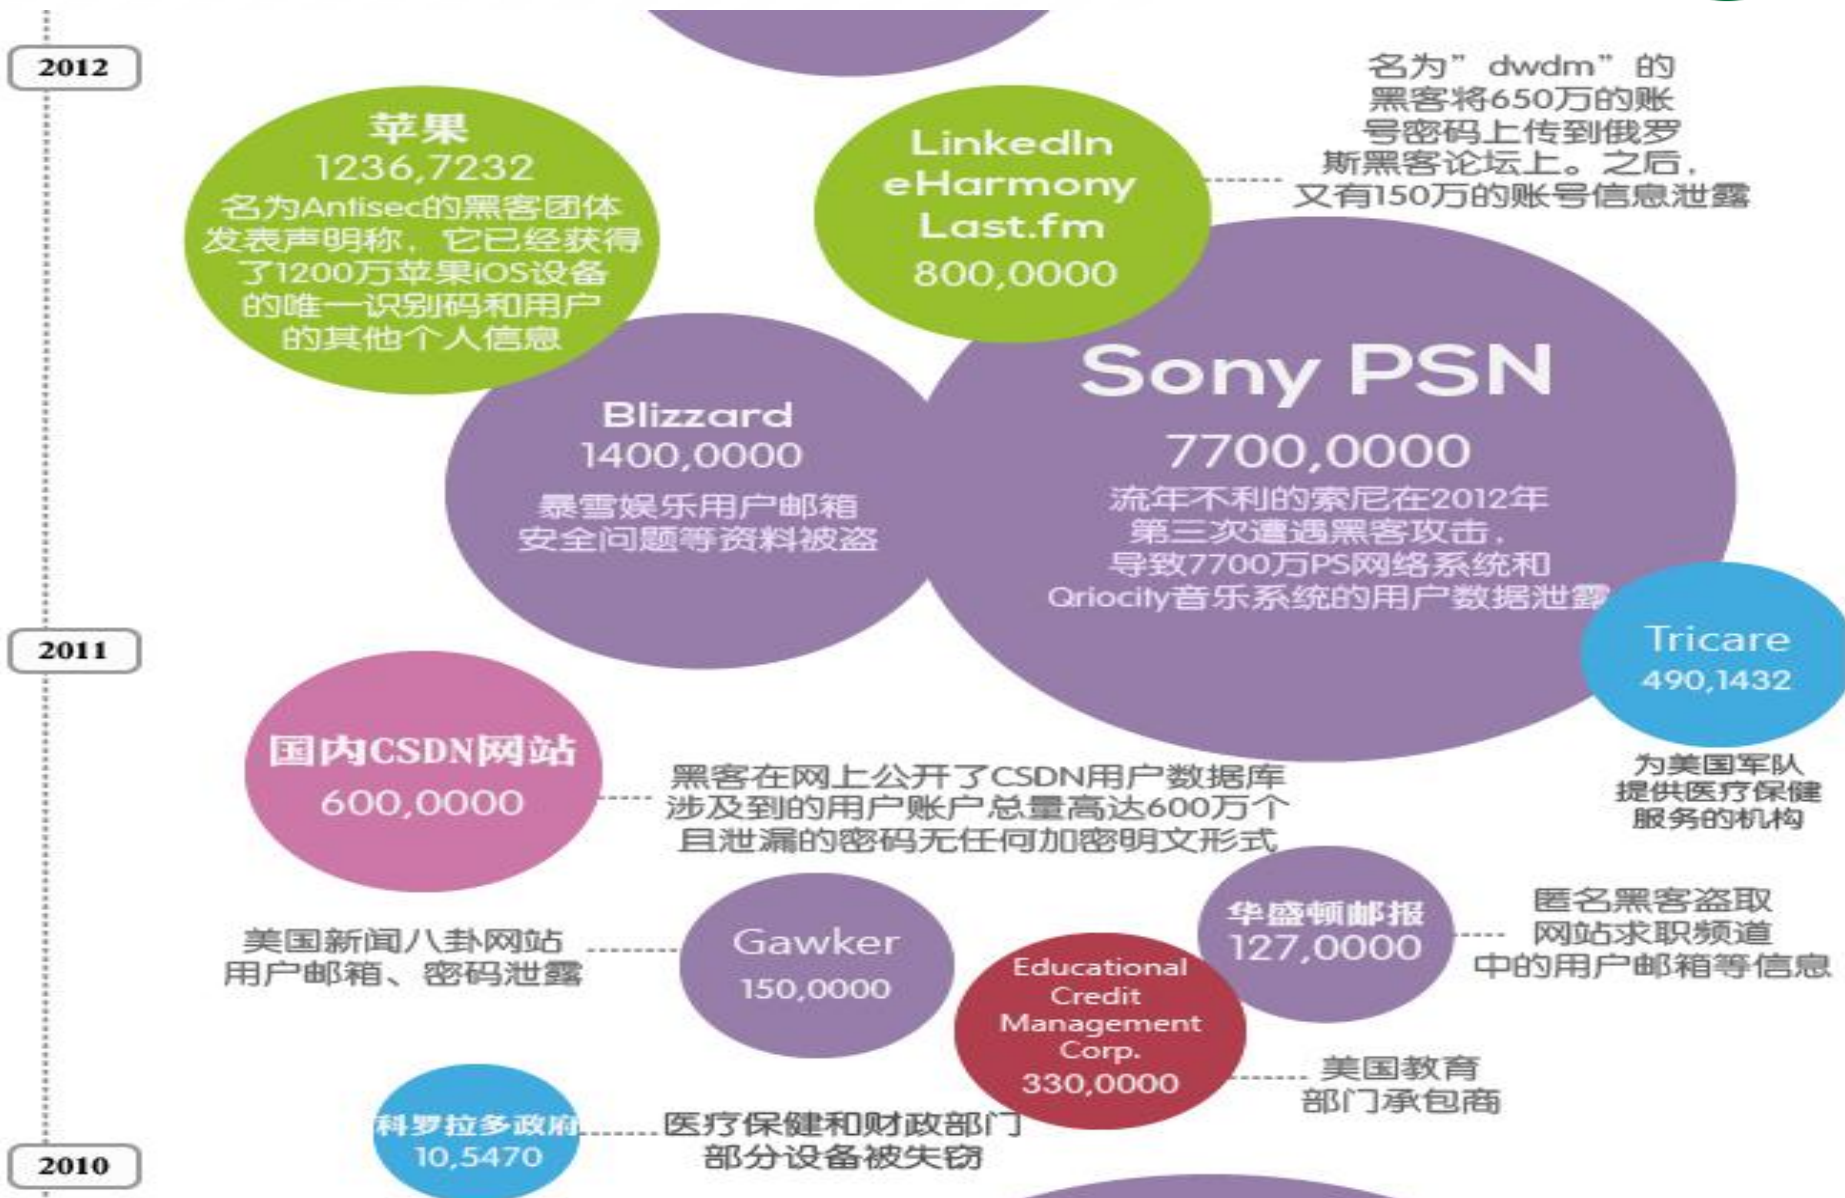 2012
苹果
1236,7232
名为Antisec的黑客团体
发表声明称，它已经获得
了1200万苹果iOS设备
的唯一识别码和用户
的其他个人信息
LinkedIn
eHarmony
Last.fm
800,0000
名为”dwdm”的
黑客将650万的账
号密码上传到俄罗
斯黑客论坛上。之后，
又有150万的账号信息泄露
Blizzard
1400,0000
暴雪娱乐用户邮箱
安全问题等资料被盗
Sony PSN
7700,0000
流年不利的索尼在2012年
第三次遭遇黑客攻击，
导致7700万PS网络系统和
Qriocity音乐系统的用户数据泄露
Tricare
490,1432
为美国军队
提供医疗保健
服务的机构
2011
国内CSDN网站
600,0000
黑客在网上公开了CSDN用户数据库
涉及到的用户账户总量高达600万个
且泄漏的密码无任何加密明文形式
美国新闻八卦网站
用户邮箱、密码泄露
Gawker
150,0000
Educational
Credit
Management
Corp.
330,0000
美国教育
部门承包商
华盛顿邮报
127,0000
匿名黑客盗取
网站求职频道
中的用户邮箱等信息
科罗拉多政府
10,5470
医疗保健和财政部门
部分设备被失窃
2010